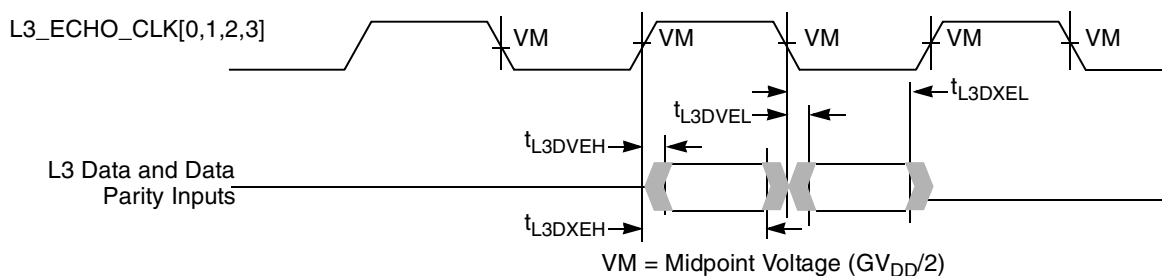 L3_ECHO_CLK[0,1,2,3]
VM
VM
VM
VM
VM
tL3DXEL
tL3DVEL
tL3DVEH
L3 Data and Data
Parity Inputs
tL3DXEH
VM = Midpoint Voltage (GVDD/2)